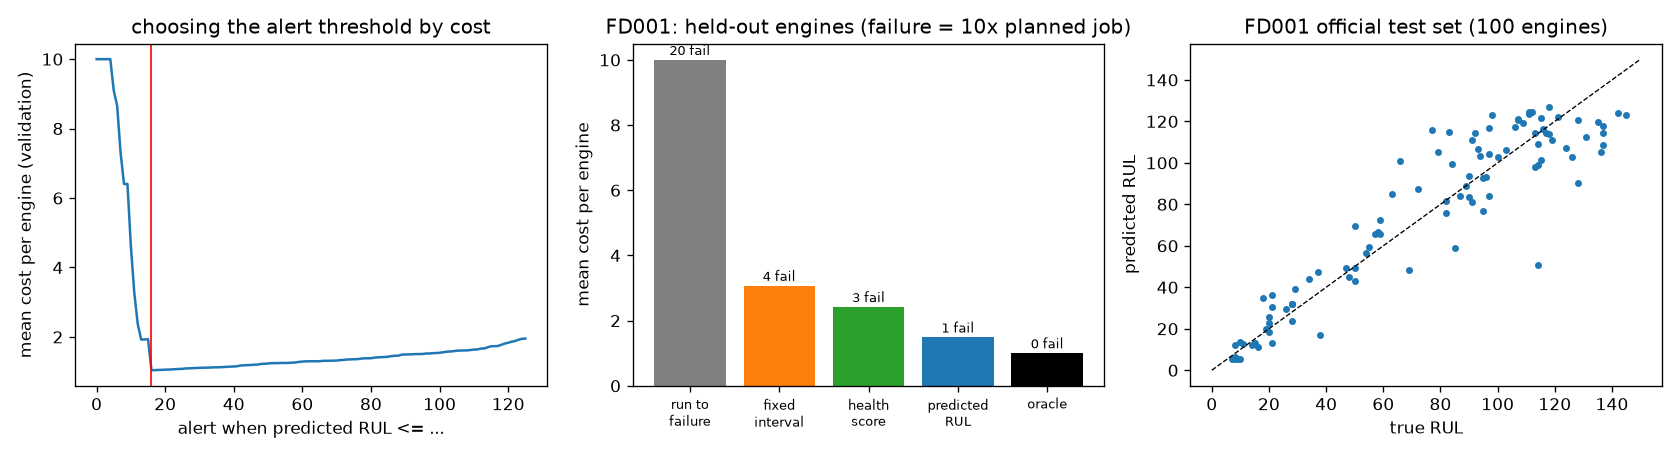 choosing the alert threshold by cost
mean cost per engine (validation)
10
8
6
4
2
0 20 40 60 80 100 120
alert when predicted RUL <= ...
FD001: held-out engines (failure = 10x planned job)
mean cost per engine
10
8
6
4
2
0
20 fail
4 fail
3 fail
1 fail
0 fail
run to
failure
fixed
interval
health
score
predicted
RUL
oracle
FD001 official test set (100 engines)
predicted RUL
140
120
100
80
60
40
20
0
0 20 40 60 80 100 120 140
true RUL